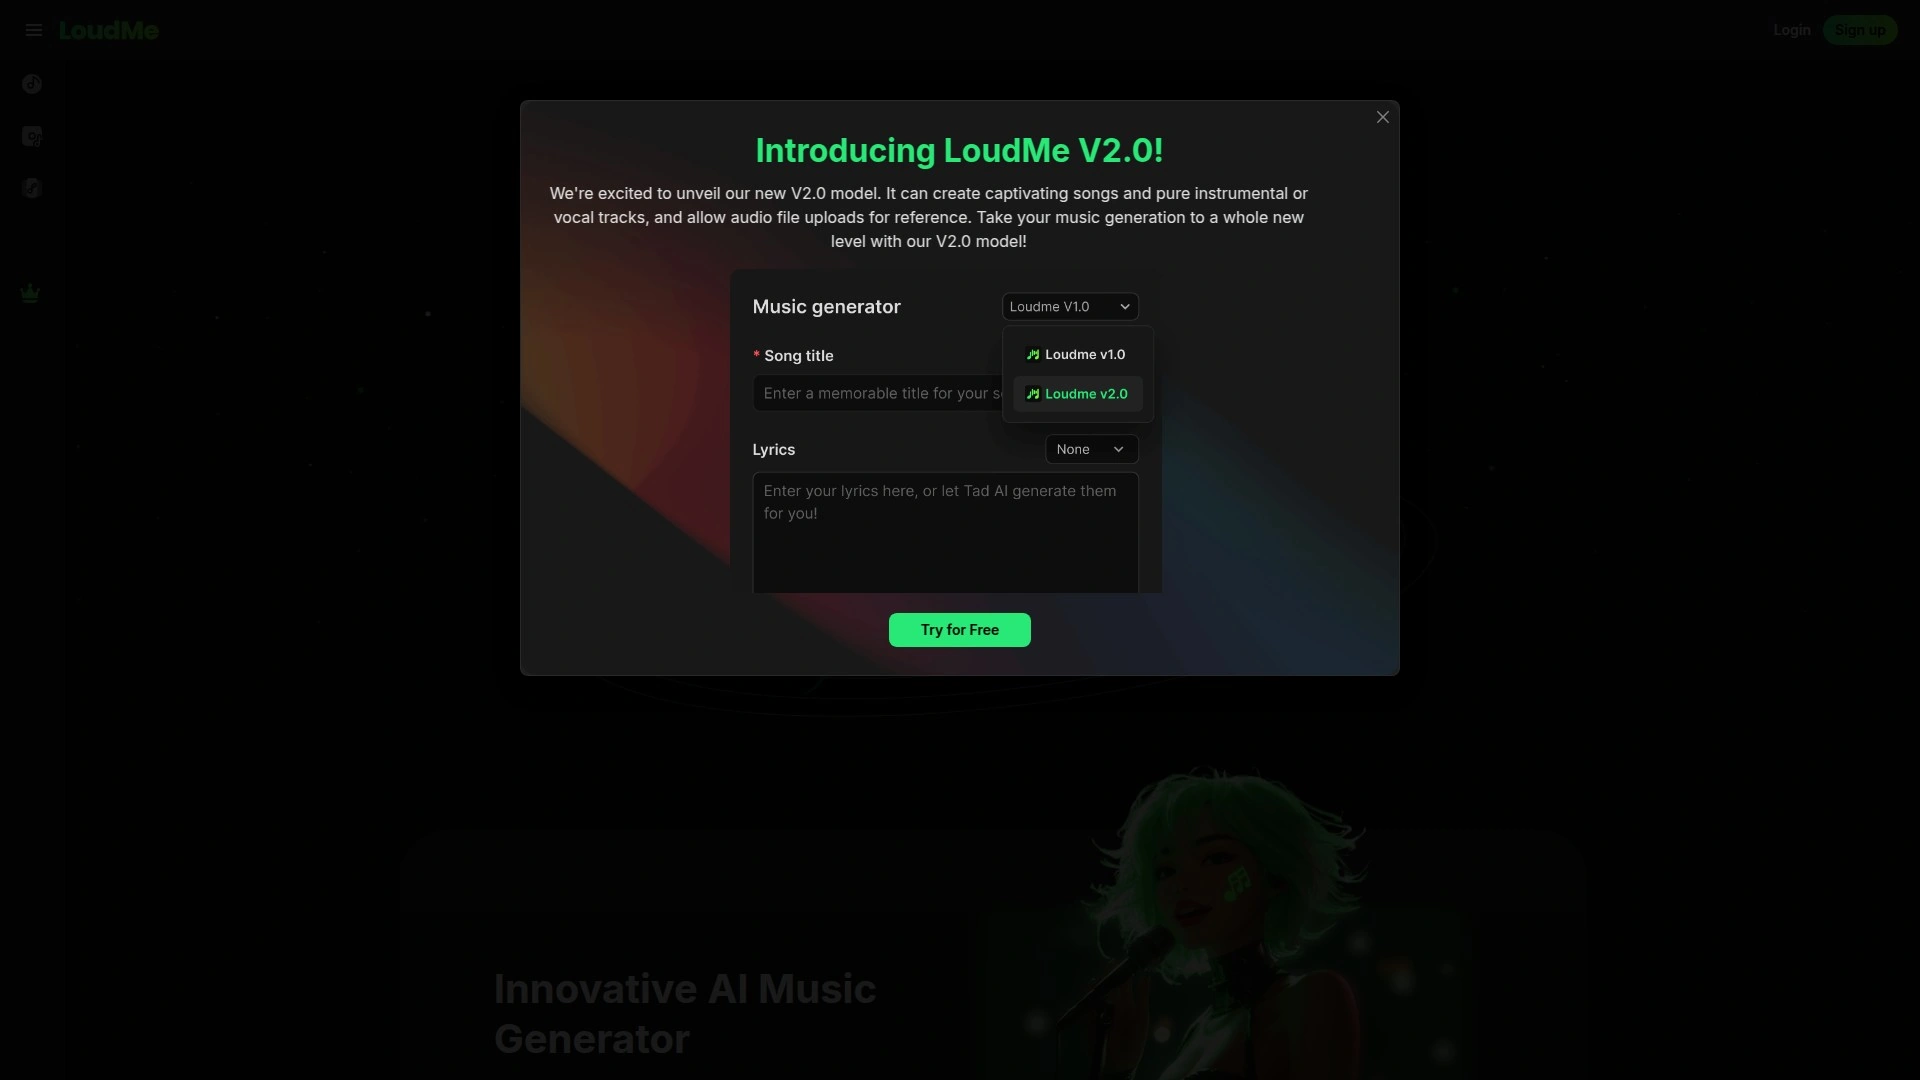 LoudMe
Login
Sign up
Introducing LoudMe V2.0!
We're excited to unveil our new V2.0 model. It can create captivating songs and pure instrumental or
vocal tracks, and allow audio file uploads for reference. Take your music generation to a whole new
level with our V2.0 model!
Music generator
Loudme V1.0
Loudme v1.0
* Song title
Enter a memorable title for your s
Loudme v2.0
Lyrics
None
Enter your lyrics here, or let Tad AI generate them
for you!
Try for Free
Innovative AI Music
Generator